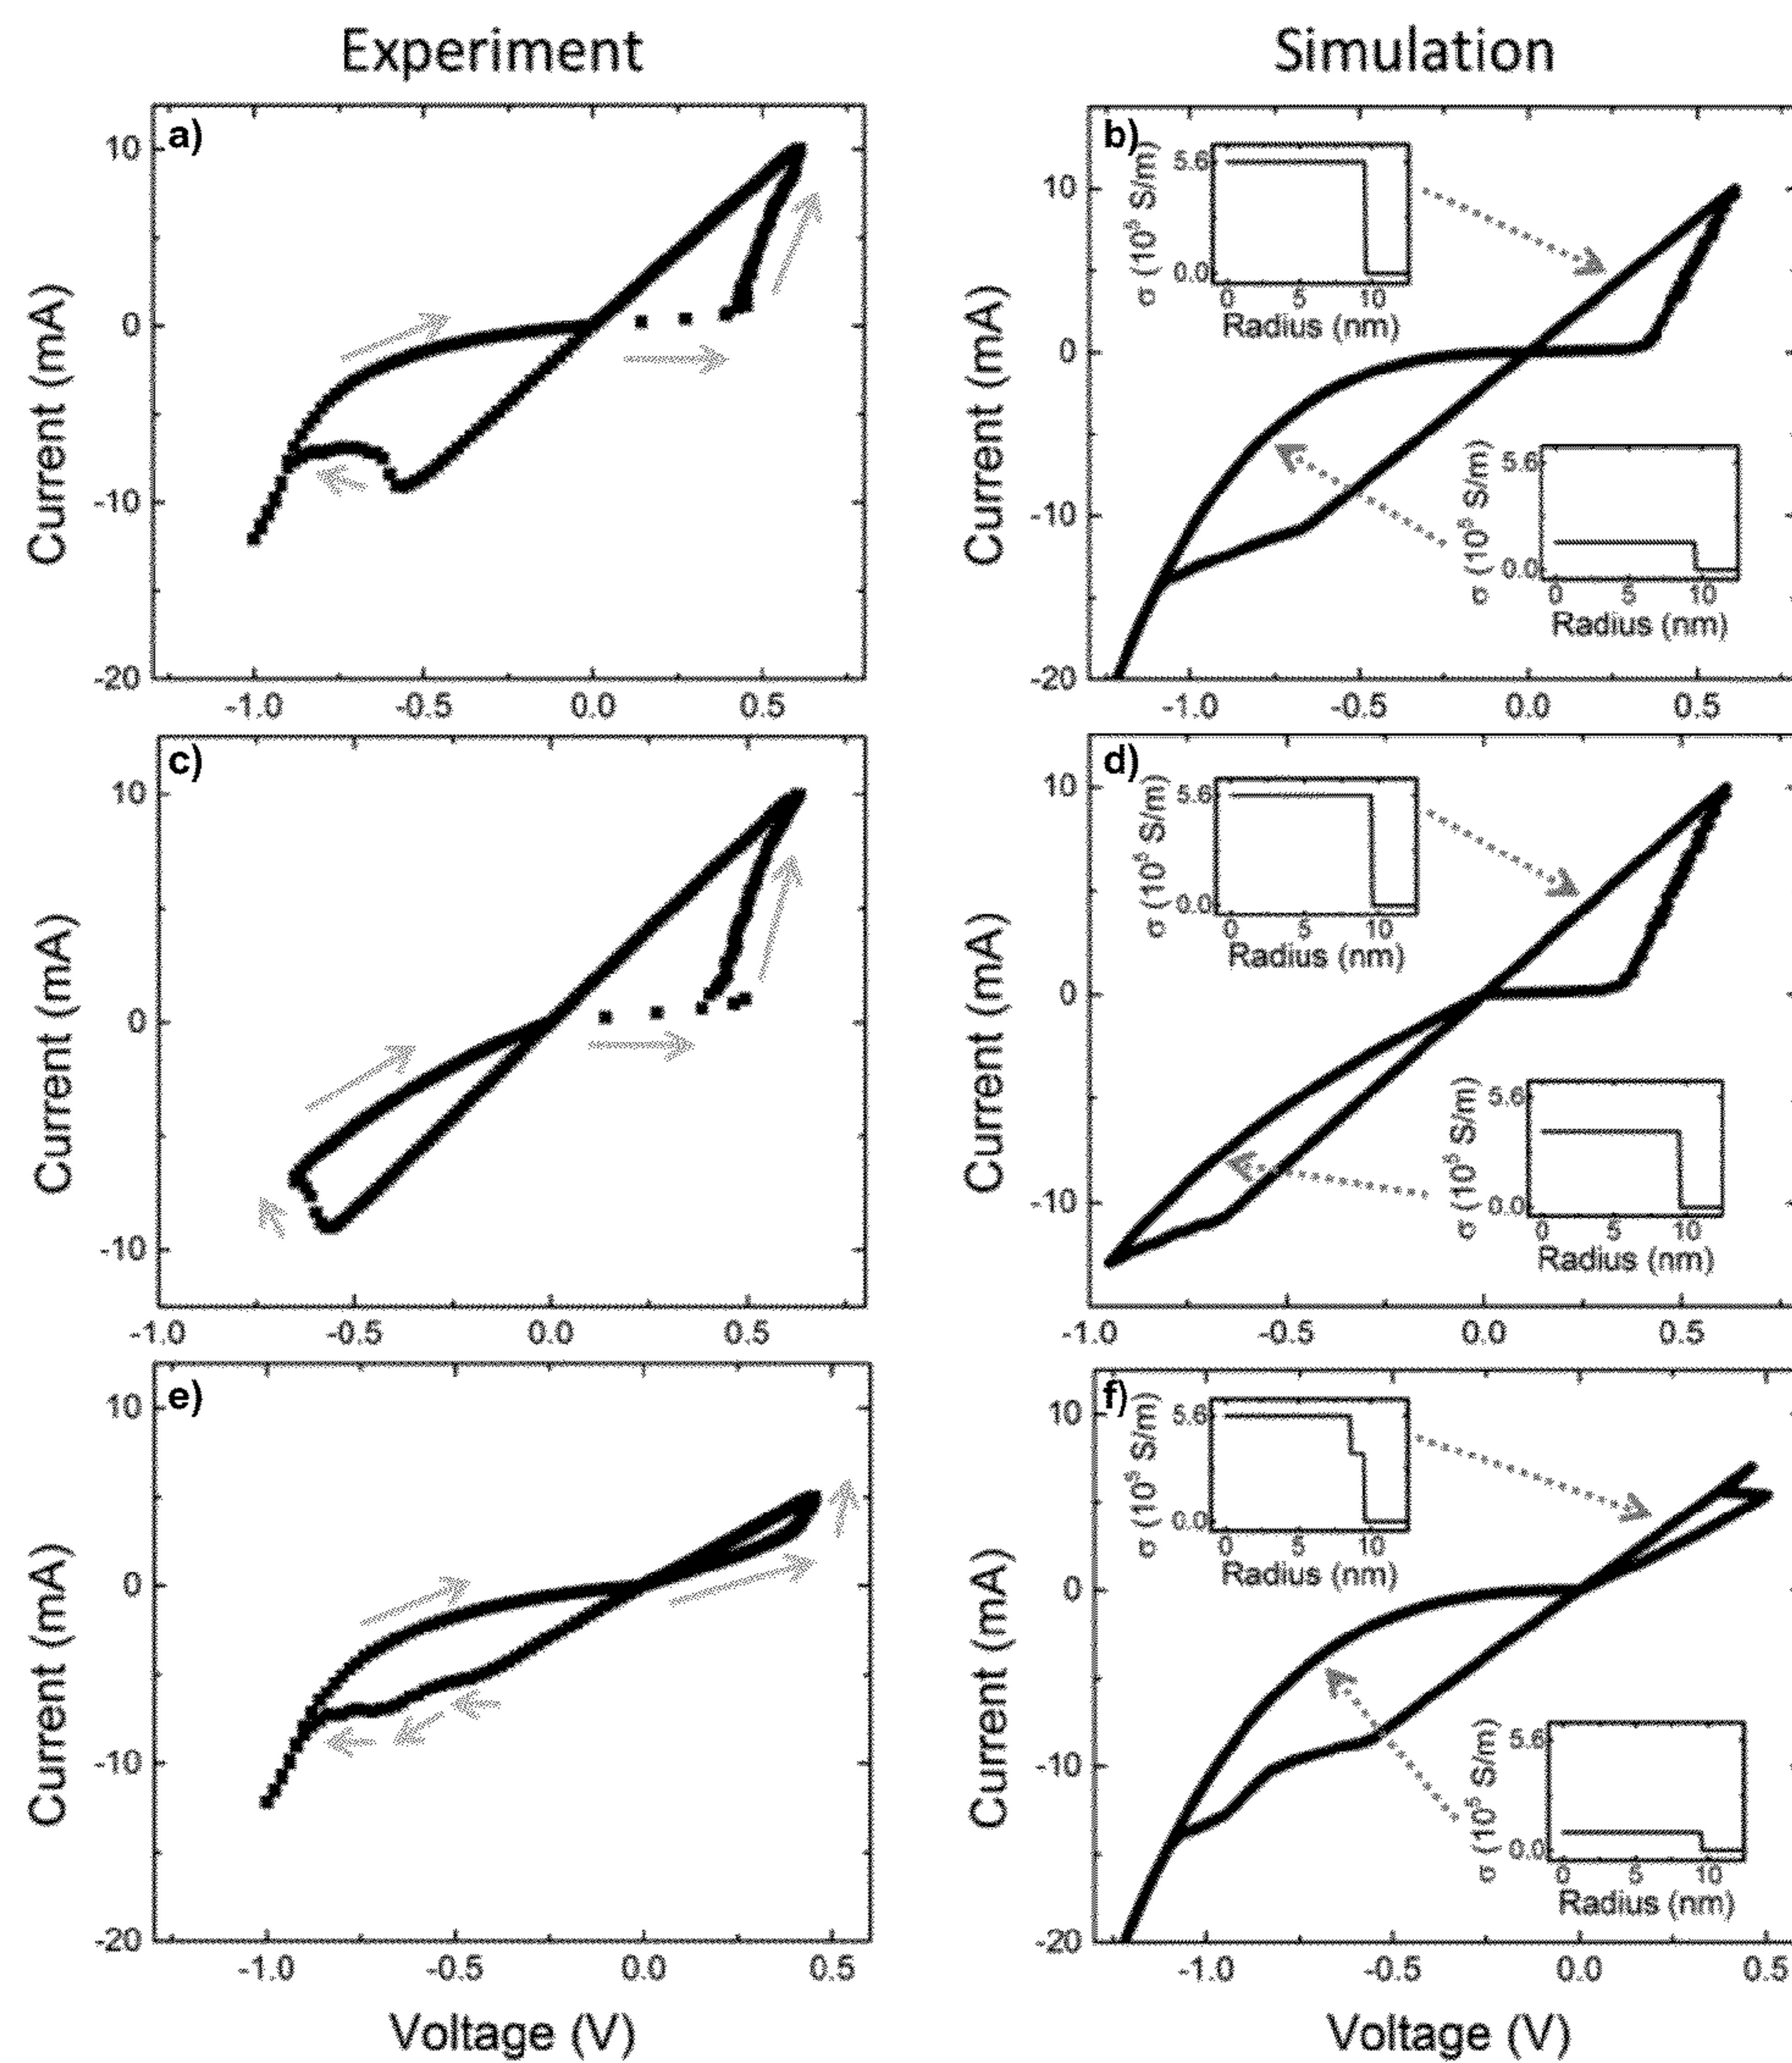 Experiment
Simulation
a)
Current (mA)
10
0
-10
-20
-1.0 -0.5 0.0 0.5
b)
Current (mA)
10
0
-10
-20
-1.0 -0.5 0.0 0.5
σ (10⁵ S/m)
5.6
0.0
0 5 10
Radius (nm)
σ (10⁵ S/m)
5.6
0.0
0 5 10
Radius (nm)
c)
Current (mA)
10
0
-10
-1.0 -0.5 0.0 0.5
d)
Current (mA)
10
0
-10
-1.0 -0.5 0.0 0.5
σ (10⁵ S/m)
5.6
0.0
0 5 10
Radius (nm)
σ (10⁵ S/m)
5.6
0.0
0 5 10
Radius (nm)
e)
Current (mA)
10
0
-10
-20
-1.0 -0.5 0.0 0.5
Voltage (V)
f)
Current (mA)
10
0
-10
-20
-1.0 -0.5 0.0 0.5
Voltage (V)
σ (10⁵ S/m)
5.6
0.0
0 5 10
Radius (nm)
σ (10⁵ S/m)
5.6
0.0
0 5 10
Radius (nm)